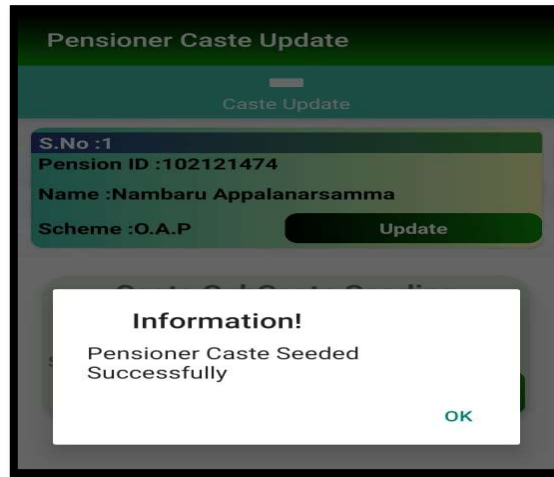 Pensioner Caste Update
Caste Update
S.No :1
Pension ID :102121474
Name :Nambaru Appalanarsamma
Scheme :O.A.P
Update
Information!
Pensioner Caste Seeded
Successfully
OK